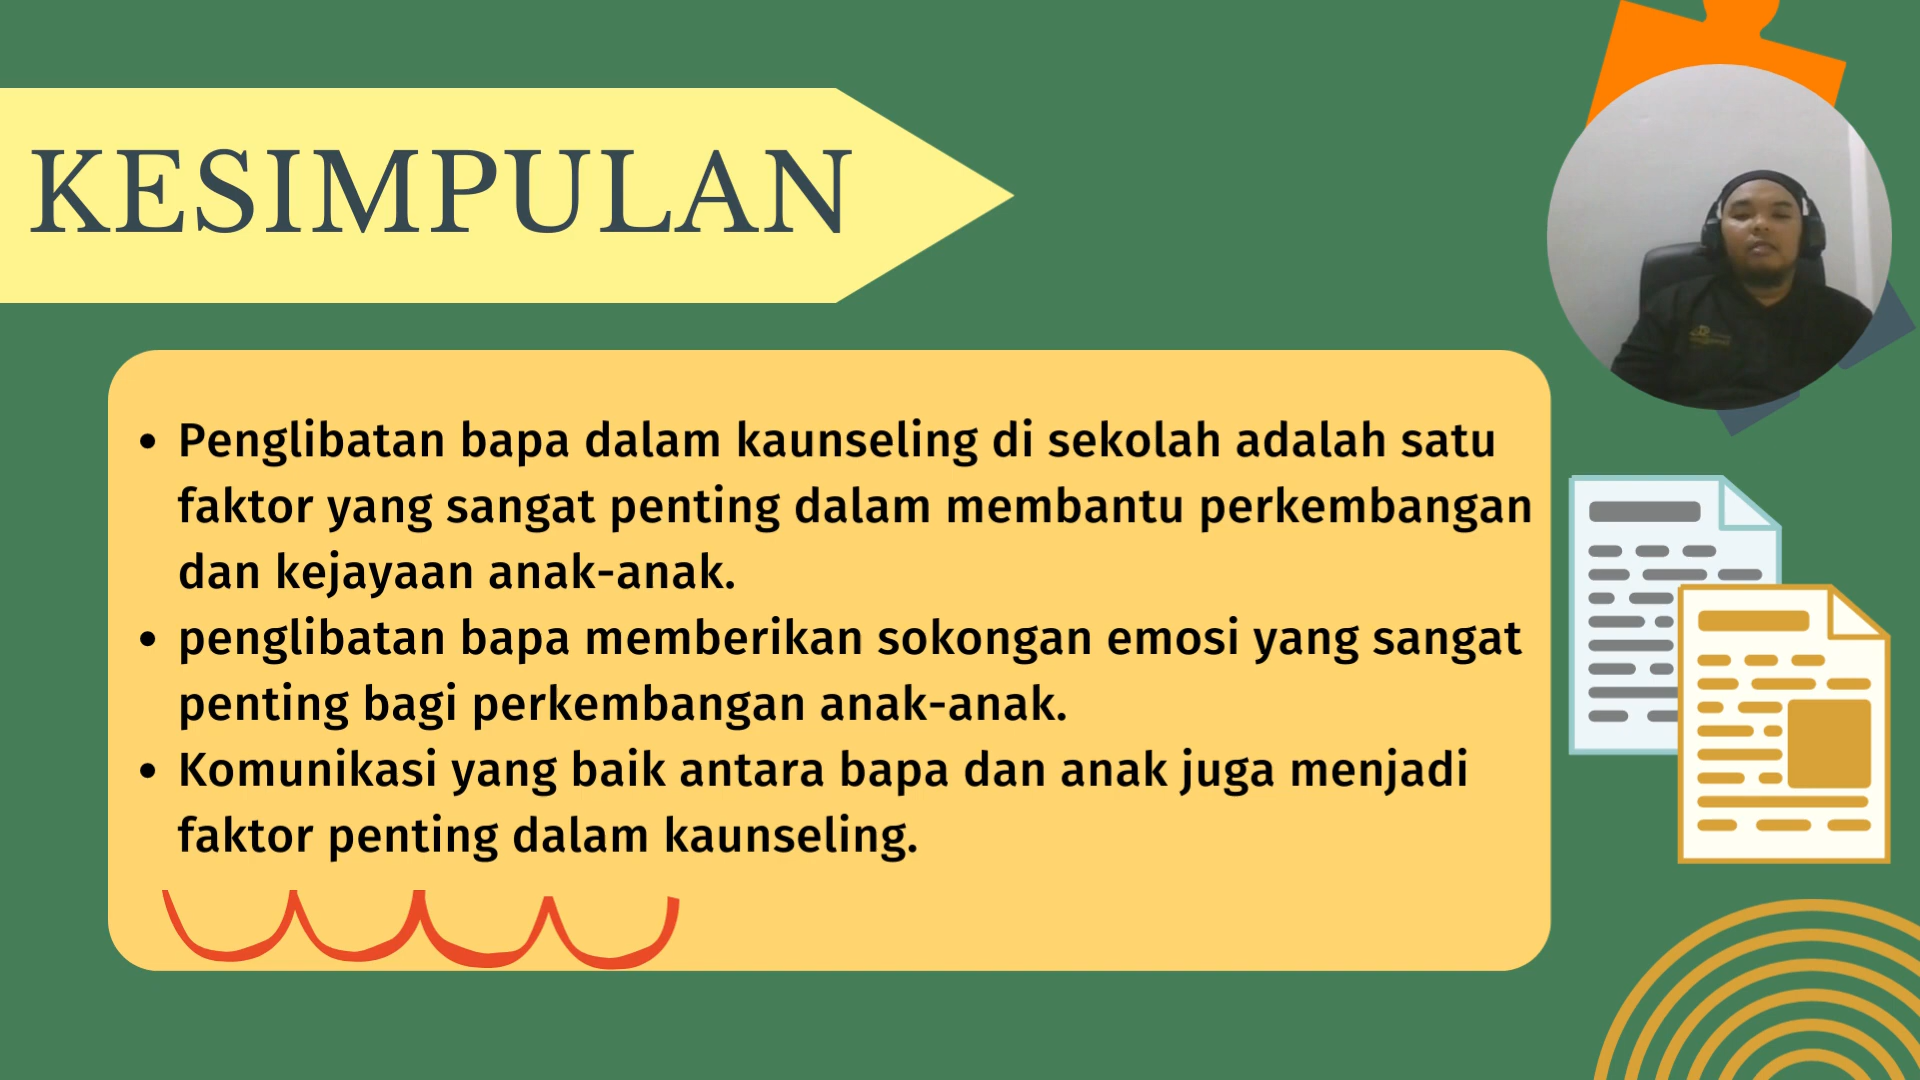 KESIMPULAN
• Penglibatan bapa dalam kaunseling di sekolah adalah satu
faktor yang sangat penting dalam membantu perkembangan
dan kejayaan anak-anak.
• penglibatan bapa memberikan sokongan emosi yang sangat
penting bagi perkembangan anak-anak.
• Komunikasi yang baik antara bapa dan anak juga menjadi
faktor penting dalam kaunseling.